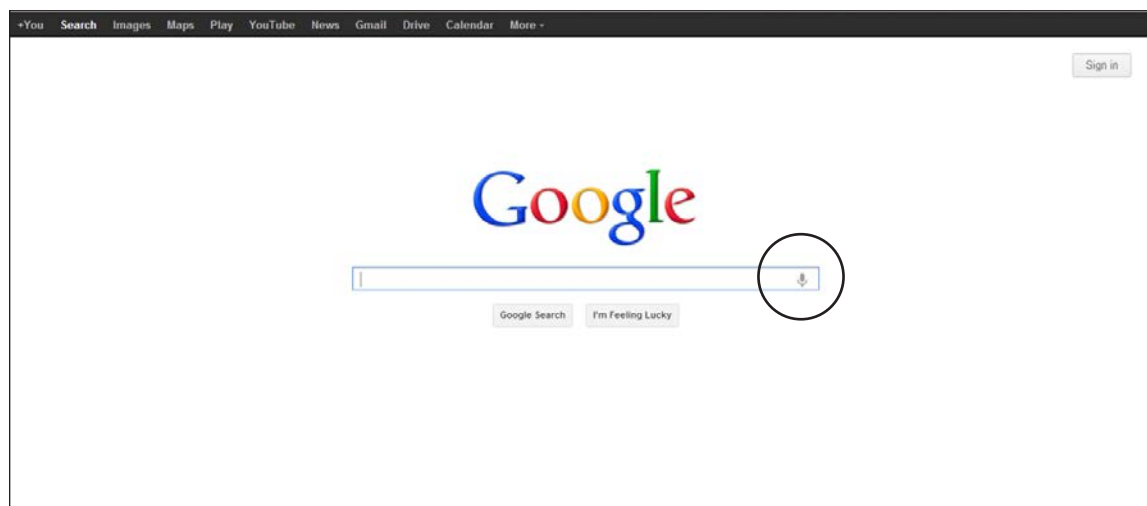 +You Search Images Maps Play YouTube News Gmail Drive Calendar More
Sign in
Google
Google Search I'm Feeling Lucky